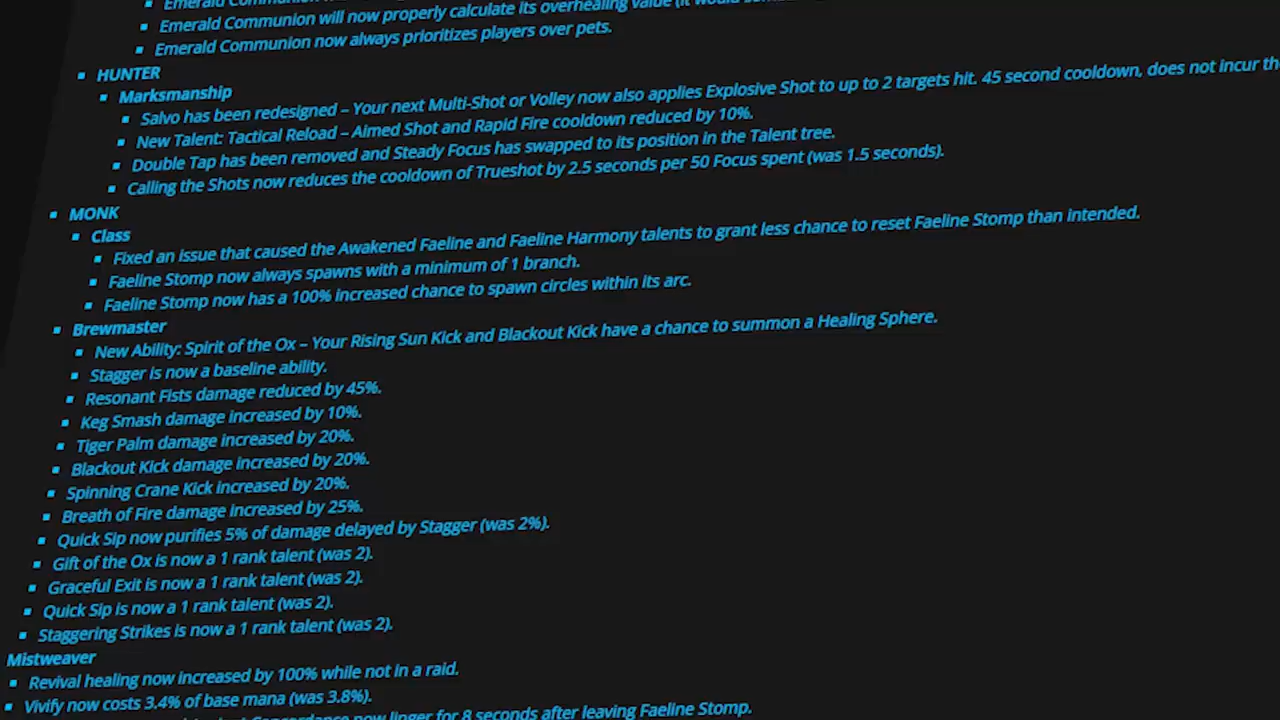 Emerald Communion will now properly calculate its overhealing value (it would
Emerald Communion now always prioritizes players over pets.
HUNTER
Marksmanship
Salvo has been redesigned – Your next Multi-Shot or Volley now also applies Explosive Shot to up to 2 targets hit. 45 second cooldown, does not incur th
New Talent: Tactical Reload – Aimed Shot and Rapid Fire cooldown reduced by 10%.
Double Tap has been removed and Steady Focus has swapped to its position in the Talent tree.
Calling the Shots now reduces the cooldown of Trueshot by 2.5 seconds per 50 Focus spent (was 1.5 seconds).
MONK
Class
Fixed an issue that caused the Awakened Faeline and Faeline Harmony talents to grant less chance to reset Faeline Stomp than intended.
Faeline Stomp now always spawns with a minimum of 1 branch.
Faeline Stomp now has a 100% increased chance to spawn circles within its arc.
Brewmaster
New Ability: Spirit of the Ox – Your Rising Sun Kick and Blackout Kick have a chance to summon a Healing Sphere.
Stagger is now a baseline ability.
Resonant Fists damage reduced by 45%.
Keg Smash damage increased by 10%.
Tiger Palm damage increased by 20%.
Blackout Kick damage increased by 20%.
Spinning Crane Kick increased by 20%.
Breath of Fire damage increased by 25%.
Quick Sip now purifies 5% of damage delayed by Stagger (was 2%).
Gift of the Ox is now a 1 rank talent (was 2).
Graceful Exit is now a 1 rank talent (was 2).
Quick Sip is now a 1 rank talent (was 2).
Staggering Strikes is now a 1 rank talent (was 2).
Mistweaver
Revival healing now increased by 100% while not in a raid.
Vivify now costs 3.4% of base mana (was 3.8%).
Concordance now linger for 8 seconds after leaving Faeline Stomp.